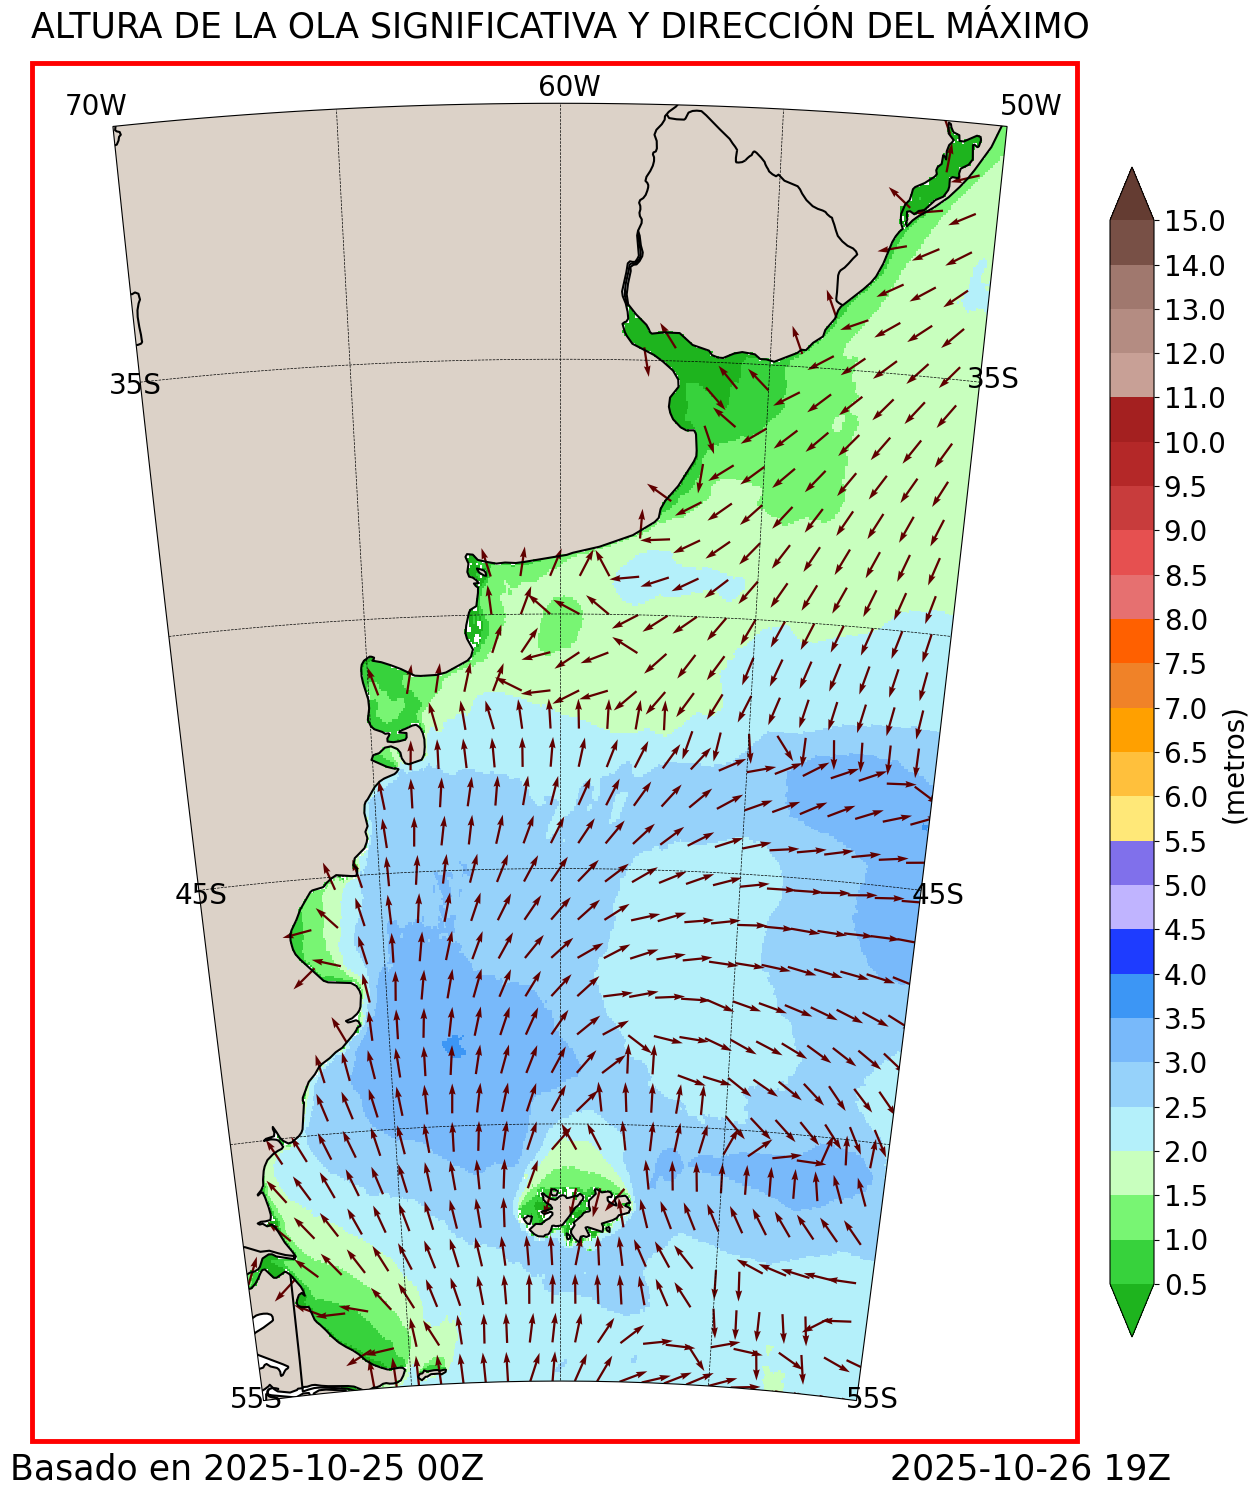 ALTURA DE LA OLA SIGNIFICATIVA Y DIRECCIÓN DEL MÁXIMO
70W
60W
50W
35S
35S
45S
45S
55S
55S
15.0
14.0
13.0
12.0
11.0
10.0
9.5
9.0
8.5
8.0
7.5
7.0
6.5
6.0
5.5
5.0
4.5
4.0
3.5
3.0
2.5
2.0
1.5
1.0
0.5
(metros)
Basado en 2025-10-25 00Z
2025-10-26 19Z